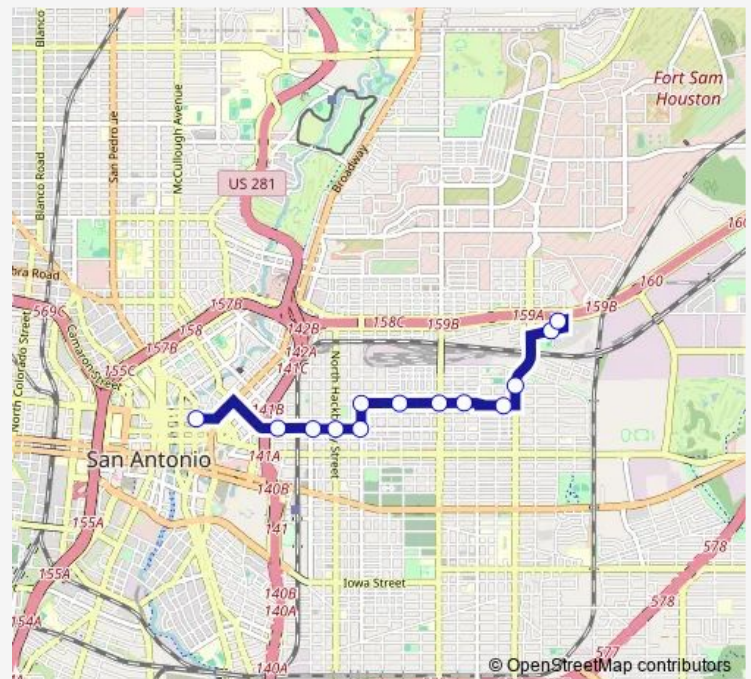 Blanco
Fort Sam
Houston
Blanco Road
San Pedro
McCullough Avenue
US 281
Broadway
160
160
bra Road
569C
157B
158
157B
Camaron Street
155C
North Colorado Street
142B
142A
141C
158C
159B
159A
159B
North Hack
y Street
141B
141A
San Antonio
140B
141
155A
155A
154A
140B
140A
140A
Iowa Street
578
578
577
© OpenStreetMap contributors